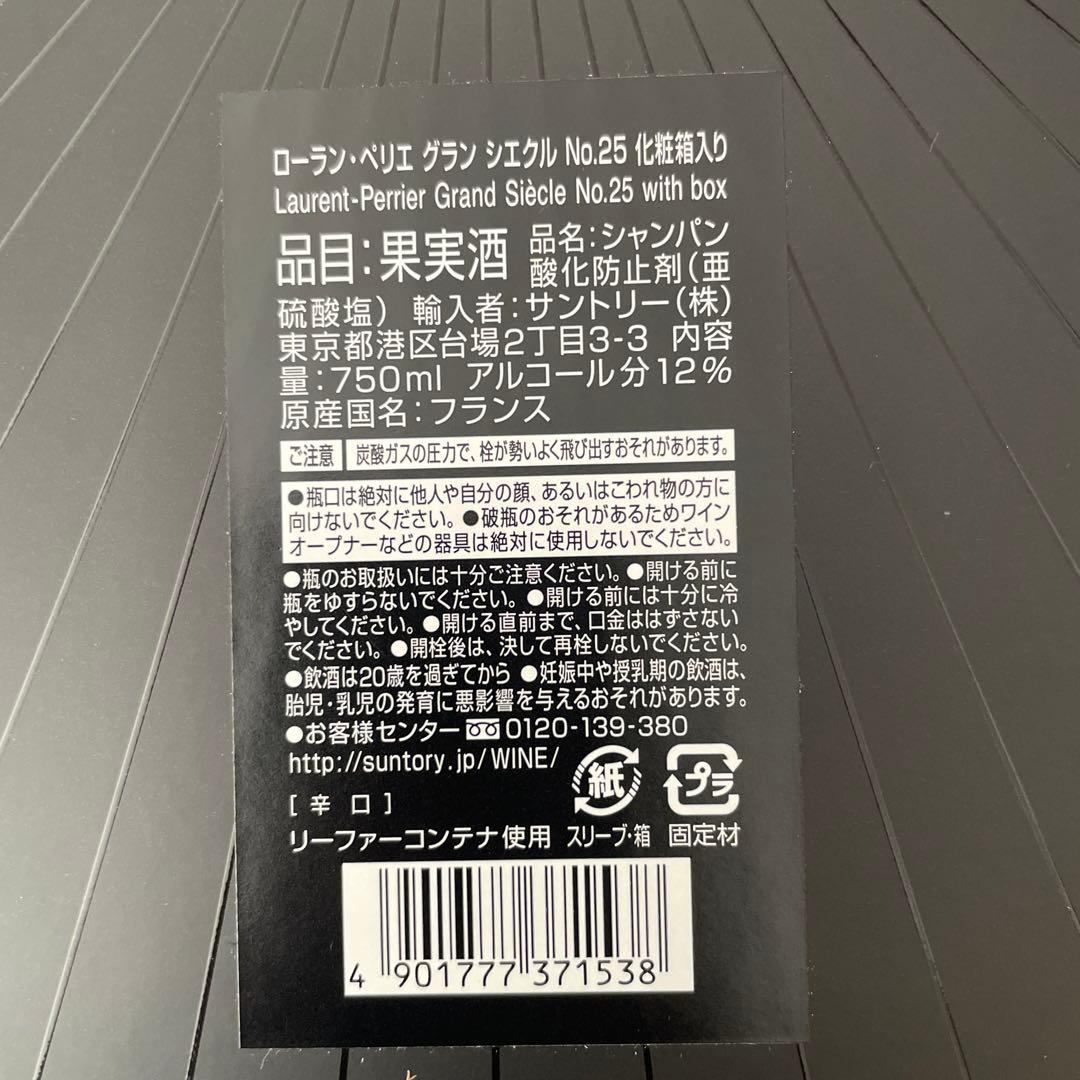 ローラン・ペリエ グラン シエクル No.25 化粧箱入り
Laurent-Perrier Grand Siècle No.25 with box
品目:果実酒 品名:シャンパン
酸化防止剤(亜
硫酸塩) 輸入者:サントリー(株)
東京都港区台場2丁目3-3 内容
量:750ml アルコール分12%
原産国名:フランス
ご注意 炭酸ガスの圧力で、栓が勢いよく飛び出すおそれがあります。
●瓶口は絶対に他人や自分の顔、あるいはこわれ物の方に
向けないでください。●破瓶のおそれがあるためワイン
オープナーなどの器具は絶対に使用しないでください。
●瓶のお取扱いには十分ご注意ください。●開ける前に
瓶をゆすらないでください。●開ける前には十分に冷
やしてください。●開ける直前まで、口金ははずさない
でください。●開栓後は、決して再栓しないでください。
●飲酒は20歳を過ぎてから ●妊娠中や授乳期の飲酒は、
胎児・乳児の発育に悪影響を与えるおそれがあります。
●お客様センター 0120-139-380
http://suntory.jp/WINE/
紙 プラ
[辛 口]
リーファーコンテナ使用 スリーブ・箱 固定材
4 901777 371538